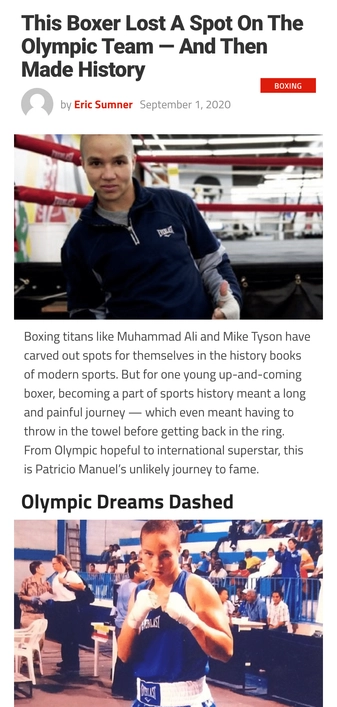 This Boxer Lost A Spot On The
Olympic Team — And Then
Made History
BOXING
by Eric Sumner September 1, 2020
EVERLAST
Boxing titans like Muhammad Ali and Mike Tyson have
carved out spots for themselves in the history books
of modern sports. But for one young up-and-coming
boxer, becoming a part of sports history meant a long
and painful journey — which even meant having to
throw in the towel before getting back in the ring.
From Olympic hopeful to international superstar, this
is Patricio Manuel’s unlikely journey to fame.
Olympic Dreams Dashed
EVERLAST
EVERLAST